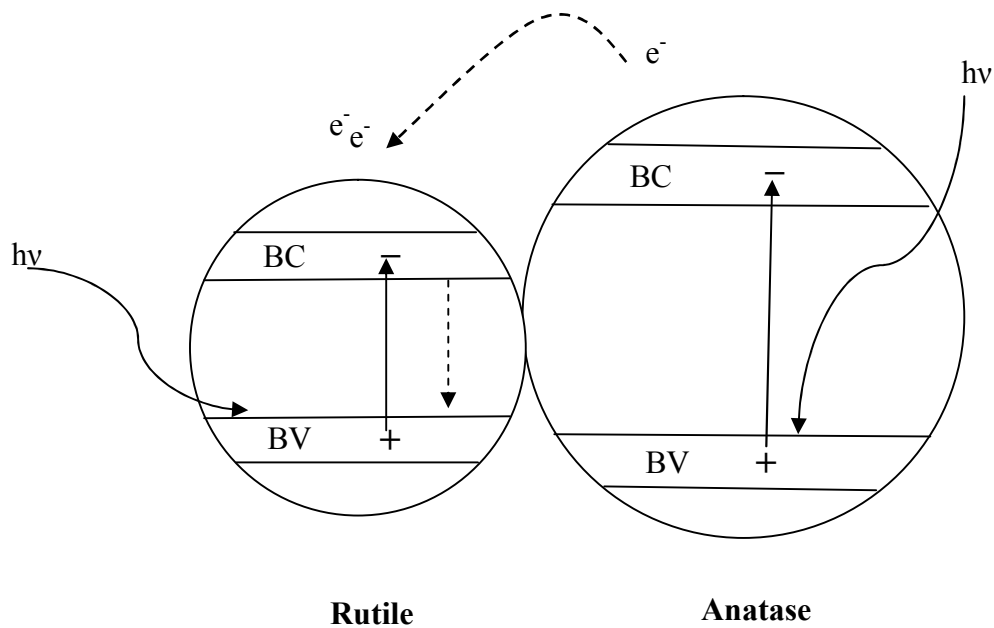 e⁻
hν
e⁻e⁻
BC
−
hν
BC
−
BV
+
BV
+
Rutile
Anatase